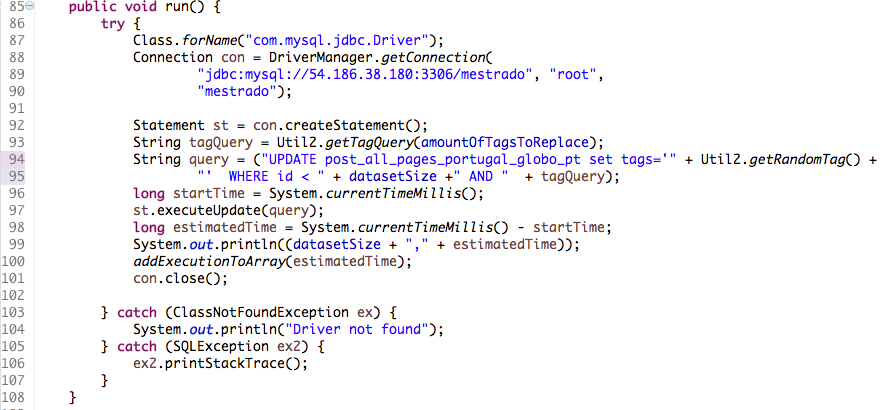 85 public void run() {
86 try {
87 Class.forName("com.mysql.jdbc.Driver");
88 Connection con = DriverManager.getConnection(
89 "jdbc:mysql://54.186.38.180:3306/mestrado", "root",
90 "mestrado");
91
92 Statement st = con.createStatement();
93 String tagQuery = Util2.getTagQuery(amountOfTagsToReplace);
94 String query = ("UPDATE post_all_pages_portugal_globo_pt set tags='" + Util2.getRandomTag() +
95 "'  WHERE id < " + datasetSize +" AND "  + tagQuery);
96 long startTime = System.currentTimeMillis();
97 st.executeUpdate(query);
98 long estimatedTime = System.currentTimeMillis() - startTime;
99 System.out.println((datasetSize + "," + estimatedTime));
100 addExecutionToArray(estimatedTime);
101 con.close();
102
103 } catch (ClassNotFoundException ex) {
104 System.out.println("Driver not found");
105 } catch (SQLException ex2) {
106 ex2.printStackTrace();
107 }
108 }